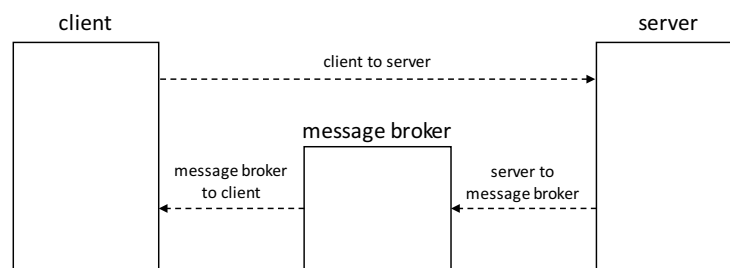 client
server
client to server
message broker
message broker
to client
server to
message broker